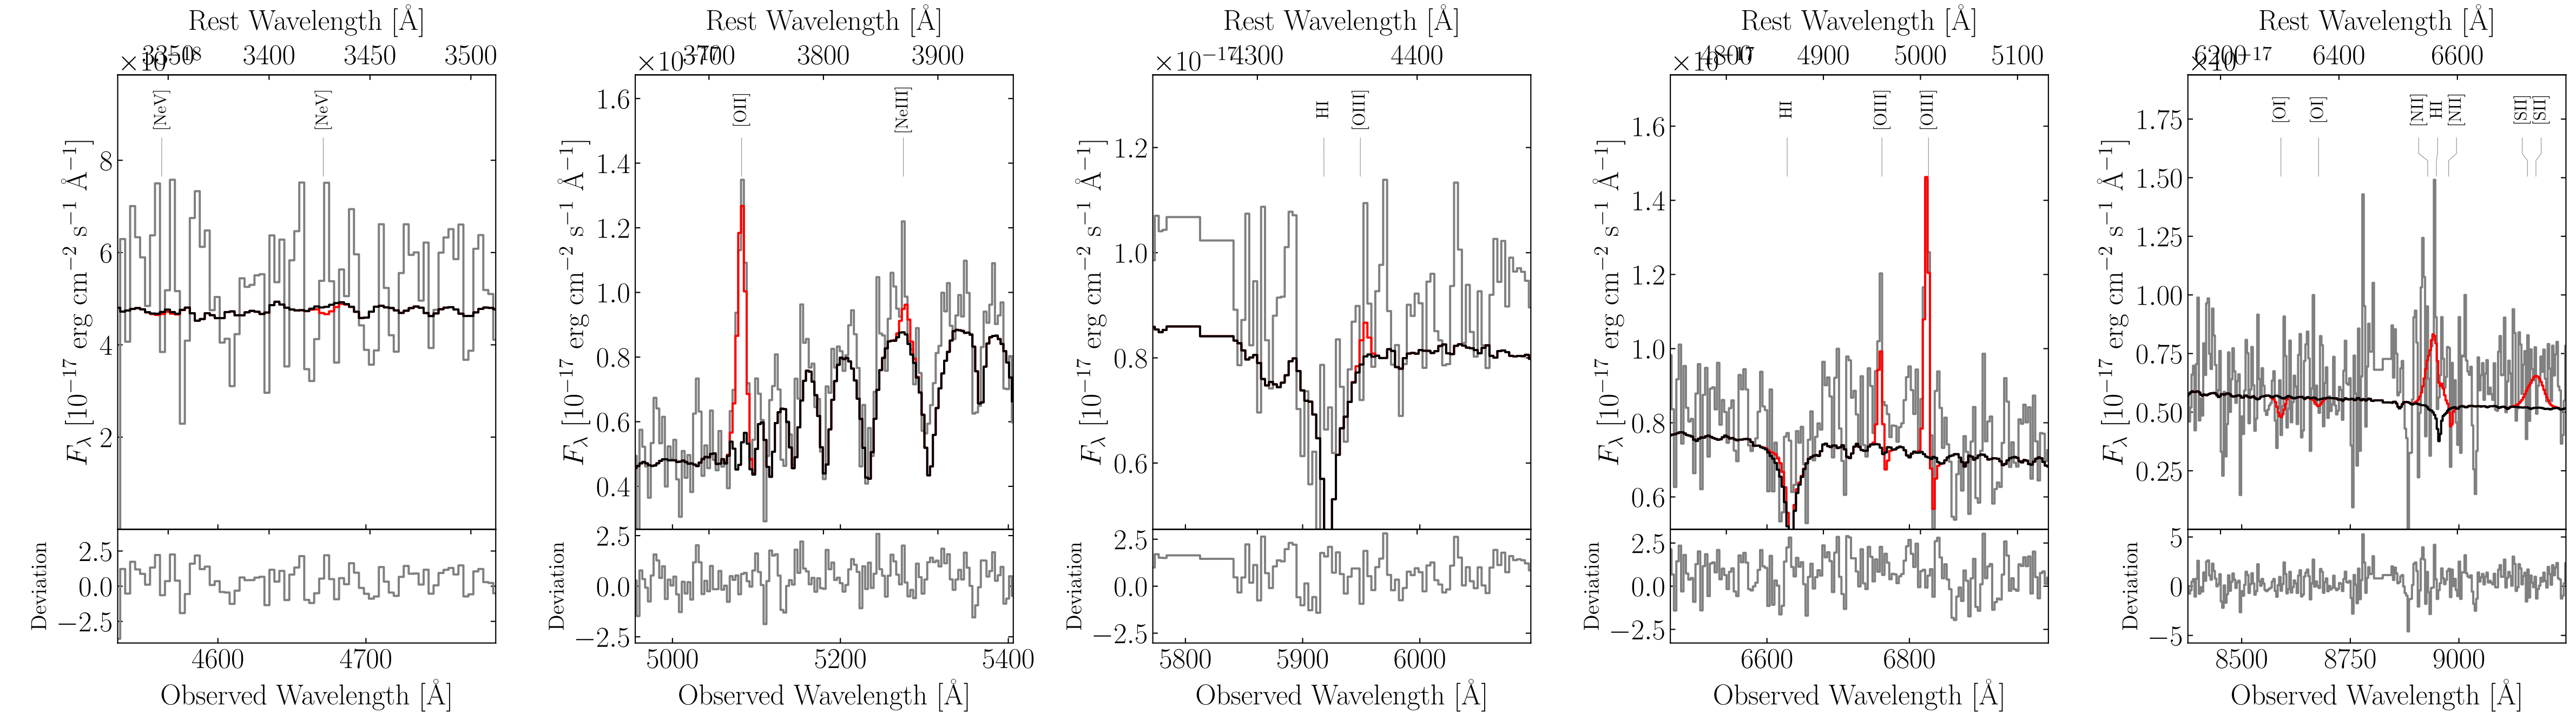 Rest Wavelength [Å] Rest Wavelength [Å] Rest Wavelength [Å] Rest Wavelength [Å] Rest Wavelength [Å]
3400 3450 3500 3800 3900 4300 4400 4900 5000 5100 6400 6600
[NeV] [NeV] [OII] [NeIII] HI [OIII] HI [OIII] [OIII] [OI] [OI] [NII] HI [NII] [SII] [SII]
8 6 4 2
1.6 1.4 1.2 1.0 0.8 0.6 0.4
1.2 1.0 0.8 0.6
1.6 1.4 1.2 1.0 0.8 0.6
1.75 1.50 1.25 1.00 0.75 0.50 0.25
Fλ [10−17 erg cm−2 s−1 Å−1]
Fλ [10−17 erg cm−2 s−1 Å−1]
Fλ [10−17 erg cm−2 s−1 Å−1]
Fλ [10−17 erg cm−2 s−1 Å−1]
Fλ [10−17 erg cm−2 s−1 Å−1]
2.5 0.0 −2.5
2.5 0.0 −2.5
2.5 0.0 −2.5
2.5 0.0 −2.5
5 0 −5
Deviation Deviation Deviation Deviation Deviation
4600 4700 5000 5200 5400 5800 5900 6000 6600 6800 8500 8750 9000
Observed Wavelength [Å] Observed Wavelength [Å] Observed Wavelength [Å] Observed Wavelength [Å] Observed Wavelength [Å]